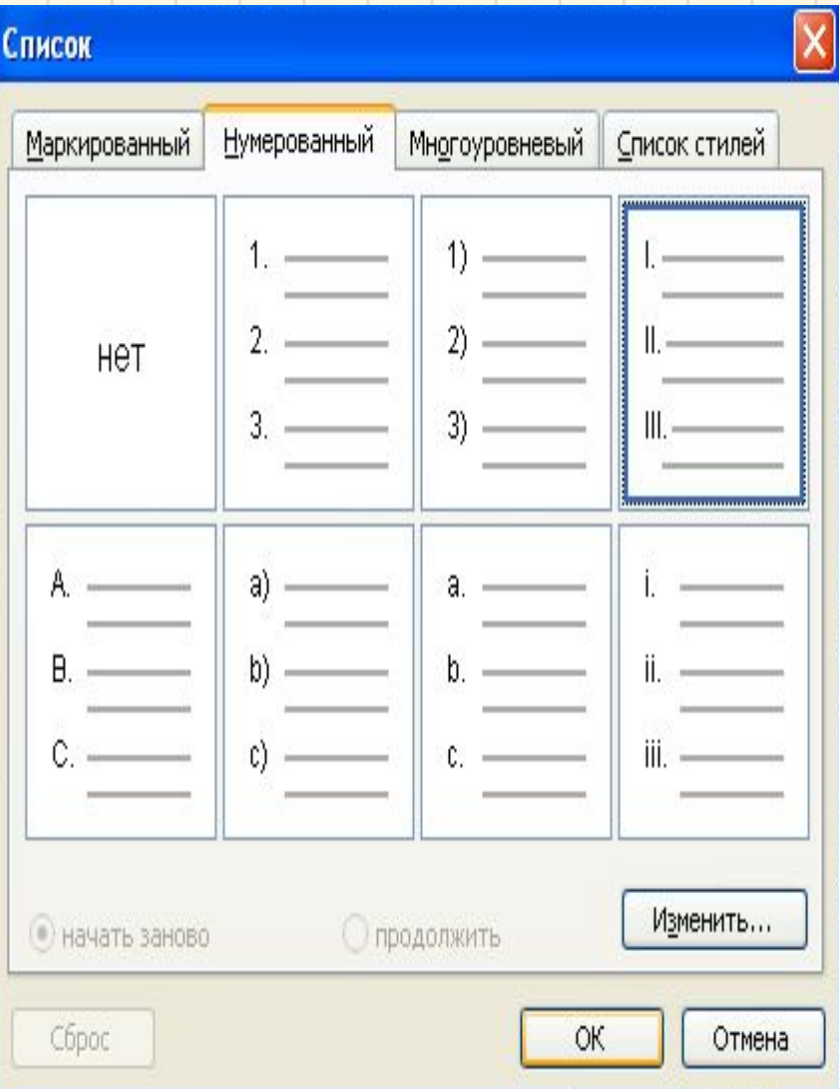 Список
Маркированный Нумерованный Многоуровневый Список стилей
нет
1.
2.
3.
1)
2)
3)
I.
II.
III.
A.
B.
C.
a)
b)
c)
a.
b.
c.
i.
ii.
iii.
начать заново продолжить Изменить...
Сброс ОК Отмена